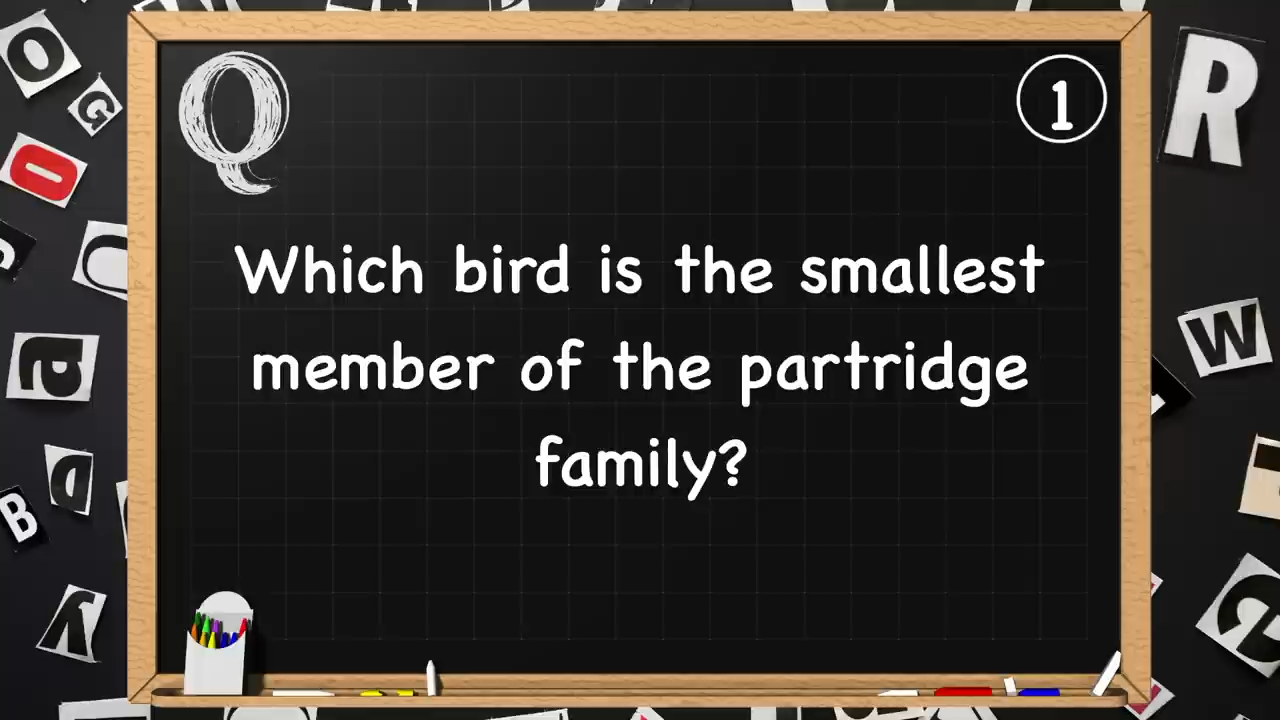 Q
1
Which bird is the smallest
member of the partridge
family?
O
G
O
a
D
B
R
W